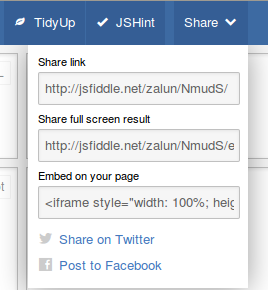 TidyUp JSHint Share
Share link
http://jsfiddle.net/zalun/NmudS/
Share full screen result
http://jsfiddle.net/zalun/NmudS/e
Embed on your page
<iframe style="width: 100%; heig
Share on Twitter
Post to Facebook